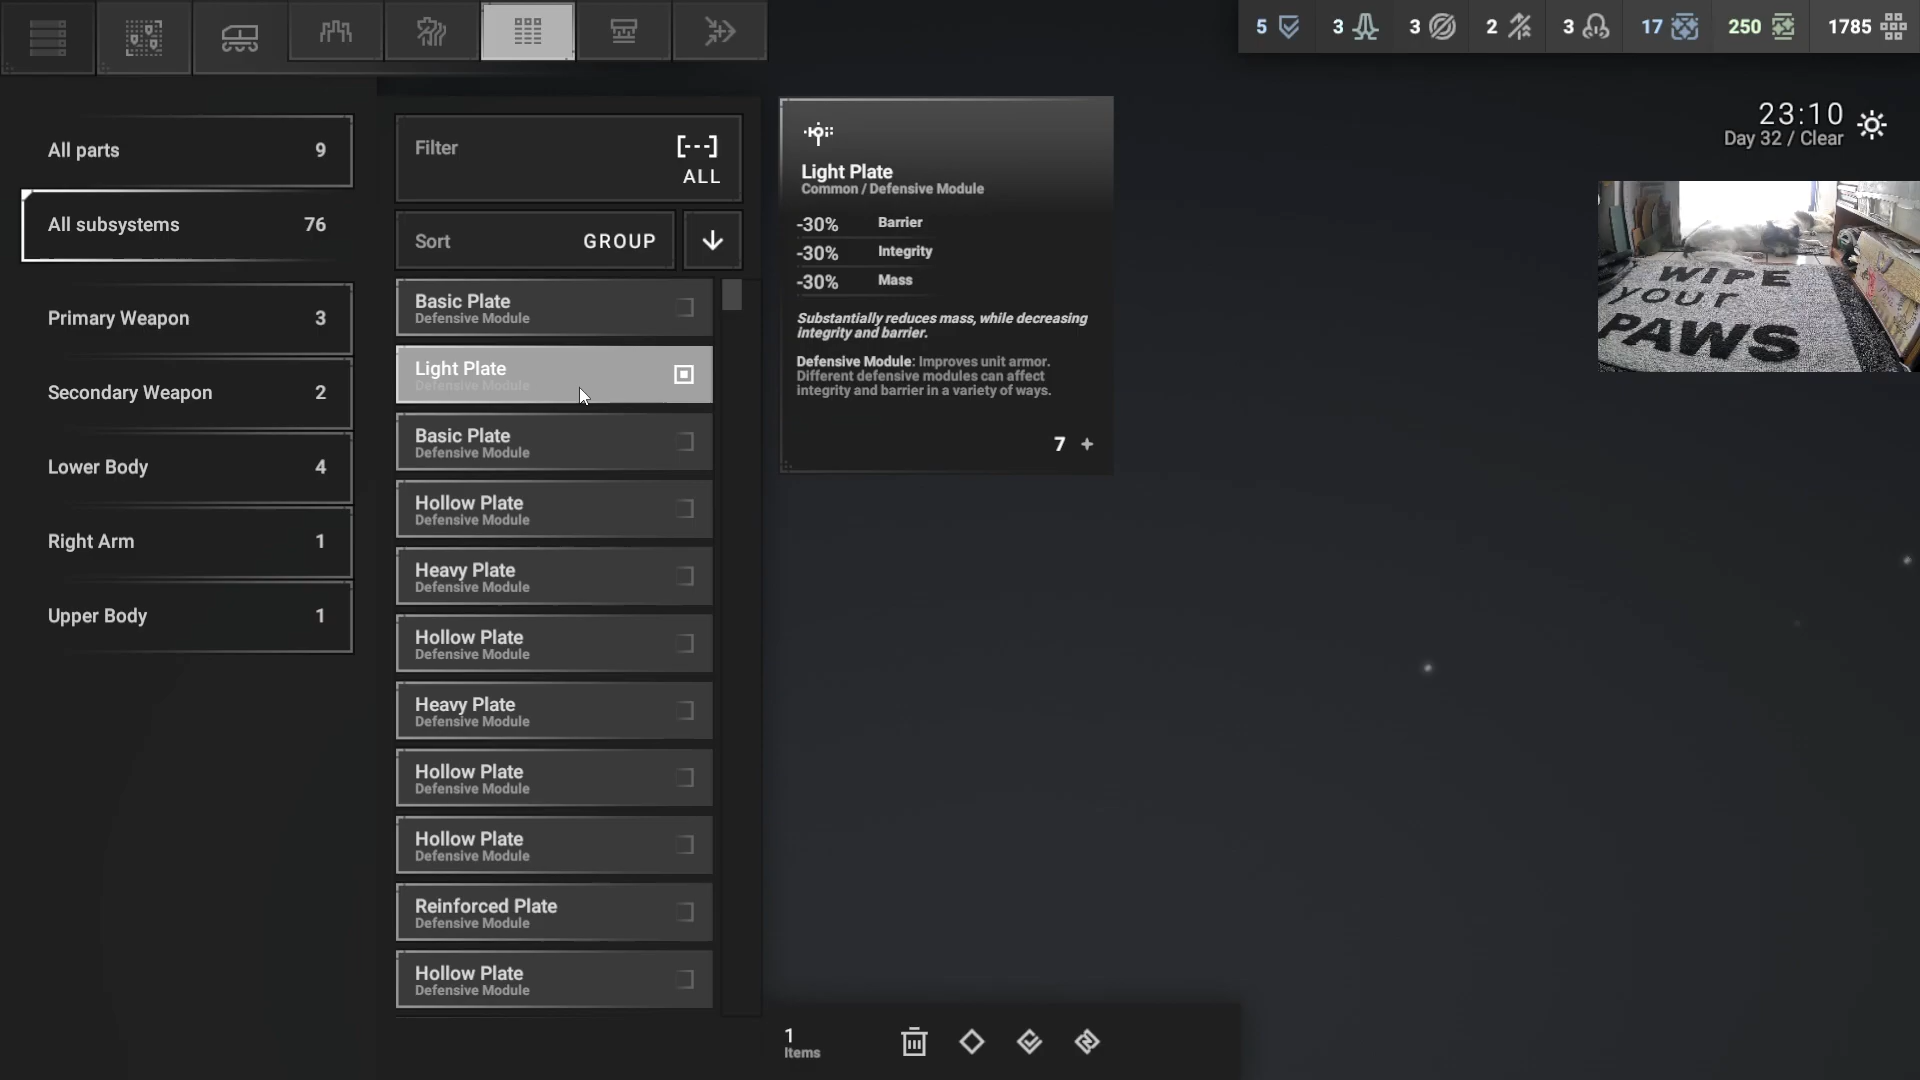 5
3
3
2
3
17
250
1785
23:10
Day 32 / Clear
All parts 9
All subsystems 76
Primary Weapon 3
Secondary Weapon 2
Lower Body 4
Right Arm 1
Upper Body 1
Filter
[---]
ALL
Sort GROUP
Basic Plate
Defensive Module
Light Plate
Defensive Module
Basic Plate
Defensive Module
Hollow Plate
Defensive Module
Heavy Plate
Defensive Module
Hollow Plate
Defensive Module
Heavy Plate
Defensive Module
Hollow Plate
Defensive Module
Hollow Plate
Defensive Module
Reinforced Plate
Defensive Module
Hollow Plate
Defensive Module
Light Plate
Common / Defensive Module
-30% Barrier
-30% Integrity
-30% Mass
Substantially reduces mass, while decreasing
integrity and barrier.
Defensive Module: Improves unit armor.
Different defensive modules can affect
integrity and barrier in a variety of ways.
7 +
WIPE
YOUR
PAWS
1
Items